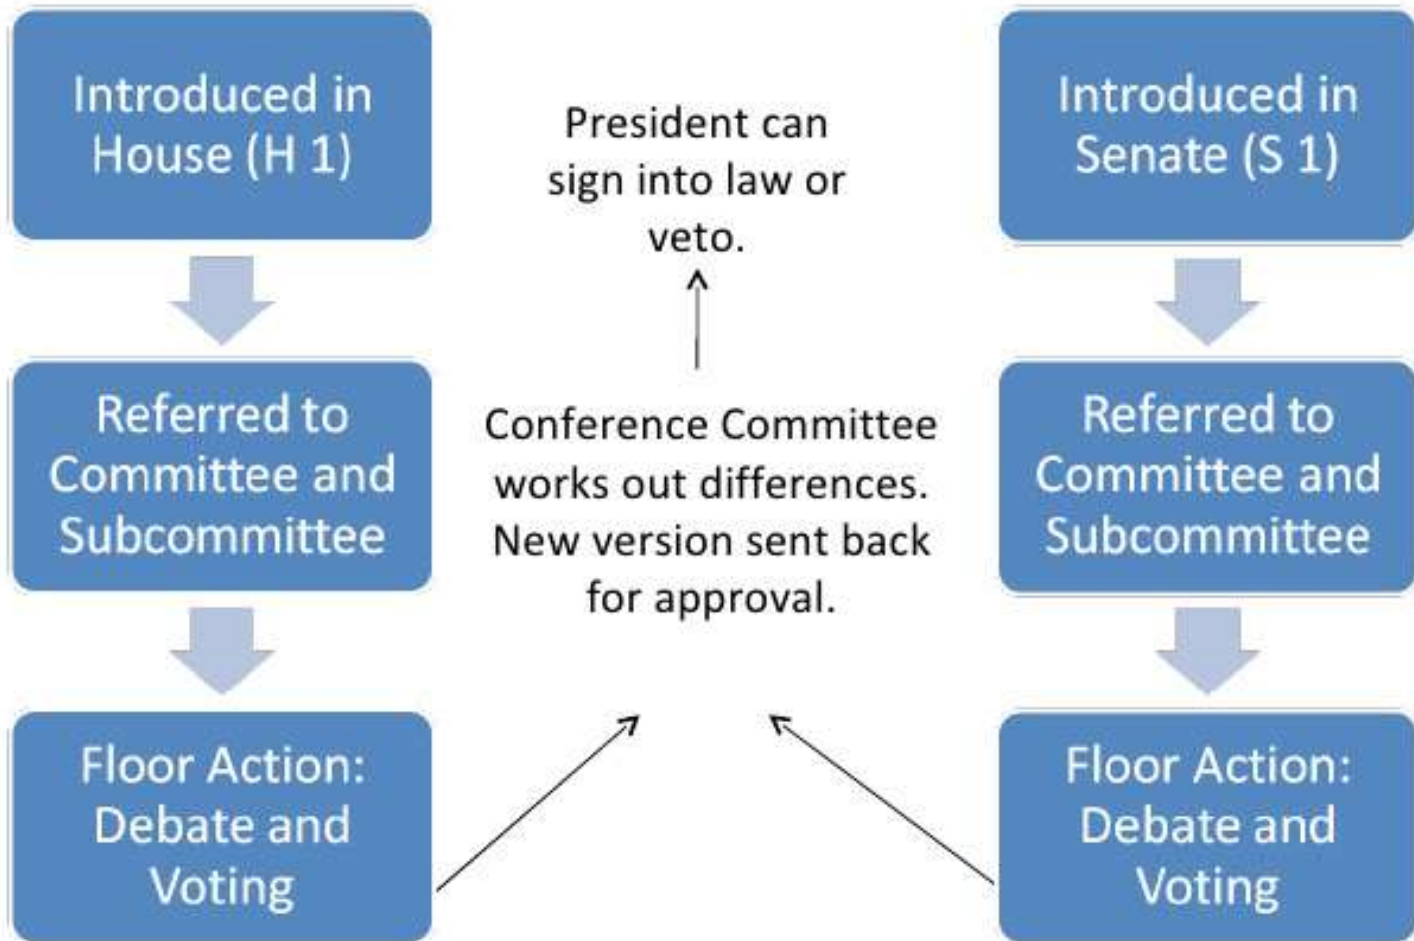 Introduced in
House (H 1)
Referred to
Committee and
Subcommittee
Floor Action:
Debate and
Voting
President can
sign into law or
veto.
Conference Committee
works out differences.
New version sent back
for approval.
Introduced in
Senate (S 1)
Referred to
Committee and
Subcommittee
Floor Action:
Debate and
Voting